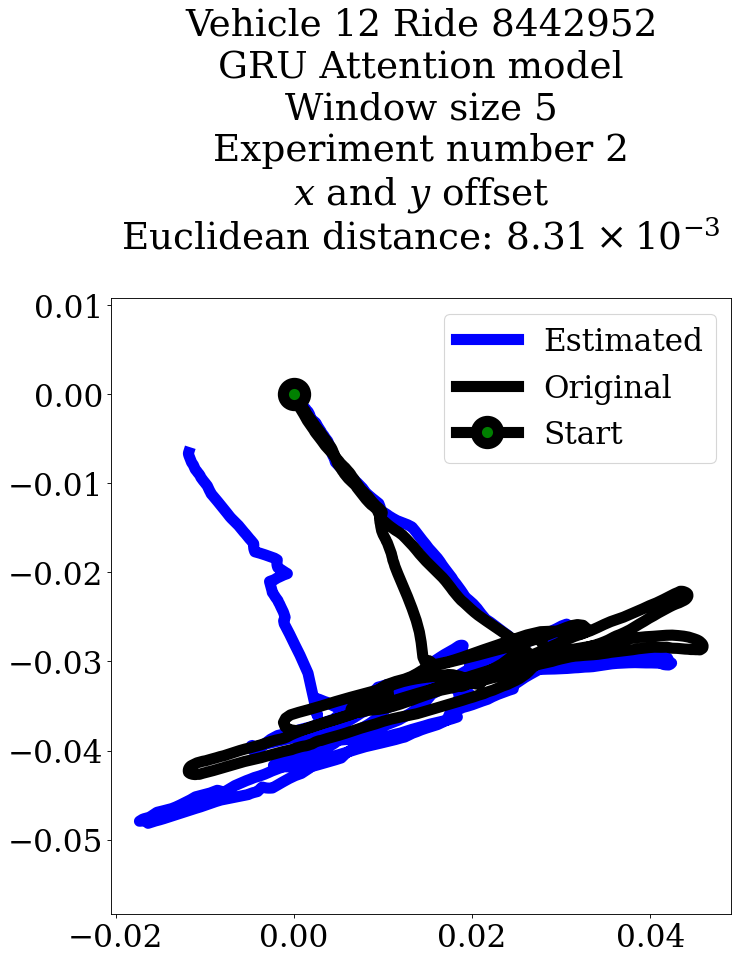 Vehicle 12 Ride 8442952
GRU Attention model
Window size 5
Experiment number 2
x and y offset
Euclidean distance: 8.31 × 10⁻³
0.01
0.00
−0.01
−0.02
−0.03
−0.04
−0.05
Estimated
Original
Start
−0.02 0.00 0.02 0.04